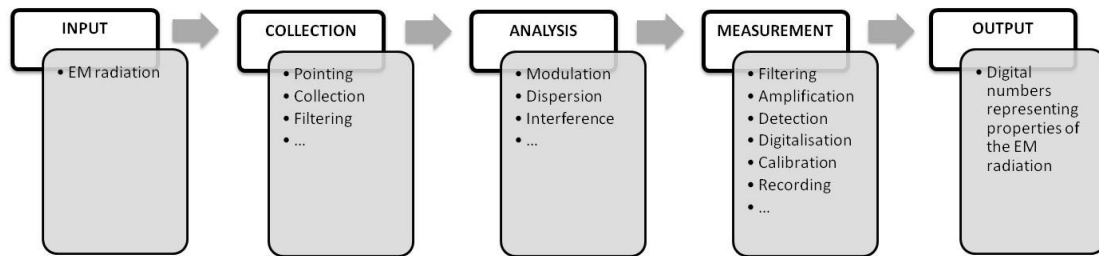 INPUT
• EM radiation
COLLECTION
• Pointing
• Collection
• Filtering
• ...
ANALYSIS
• Modulation
• Dispersion
• Interference
• ...
MEASUREMENT
• Filtering
• Amplification
• Detection
• Digitalisation
• Calibration
• Recording
• ...
OUTPUT
• Digital
numbers
representing
properties of
the EM
radiation